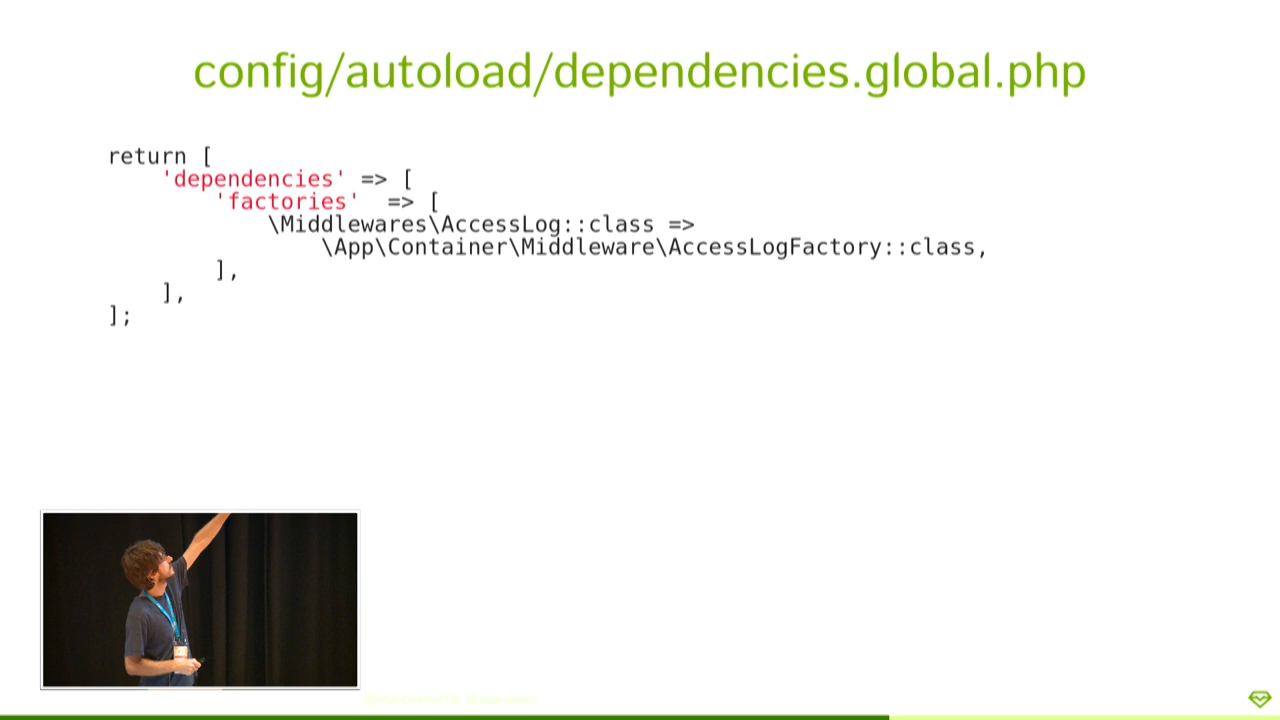 config/autoload/dependencies.global.php
return [
    'dependencies' => [
        'factories'  => [
            \Middlewares\AccessLog::class =>
                \App\Container\Middleware\AccessLogFactory::class,
        ],
    ],
];